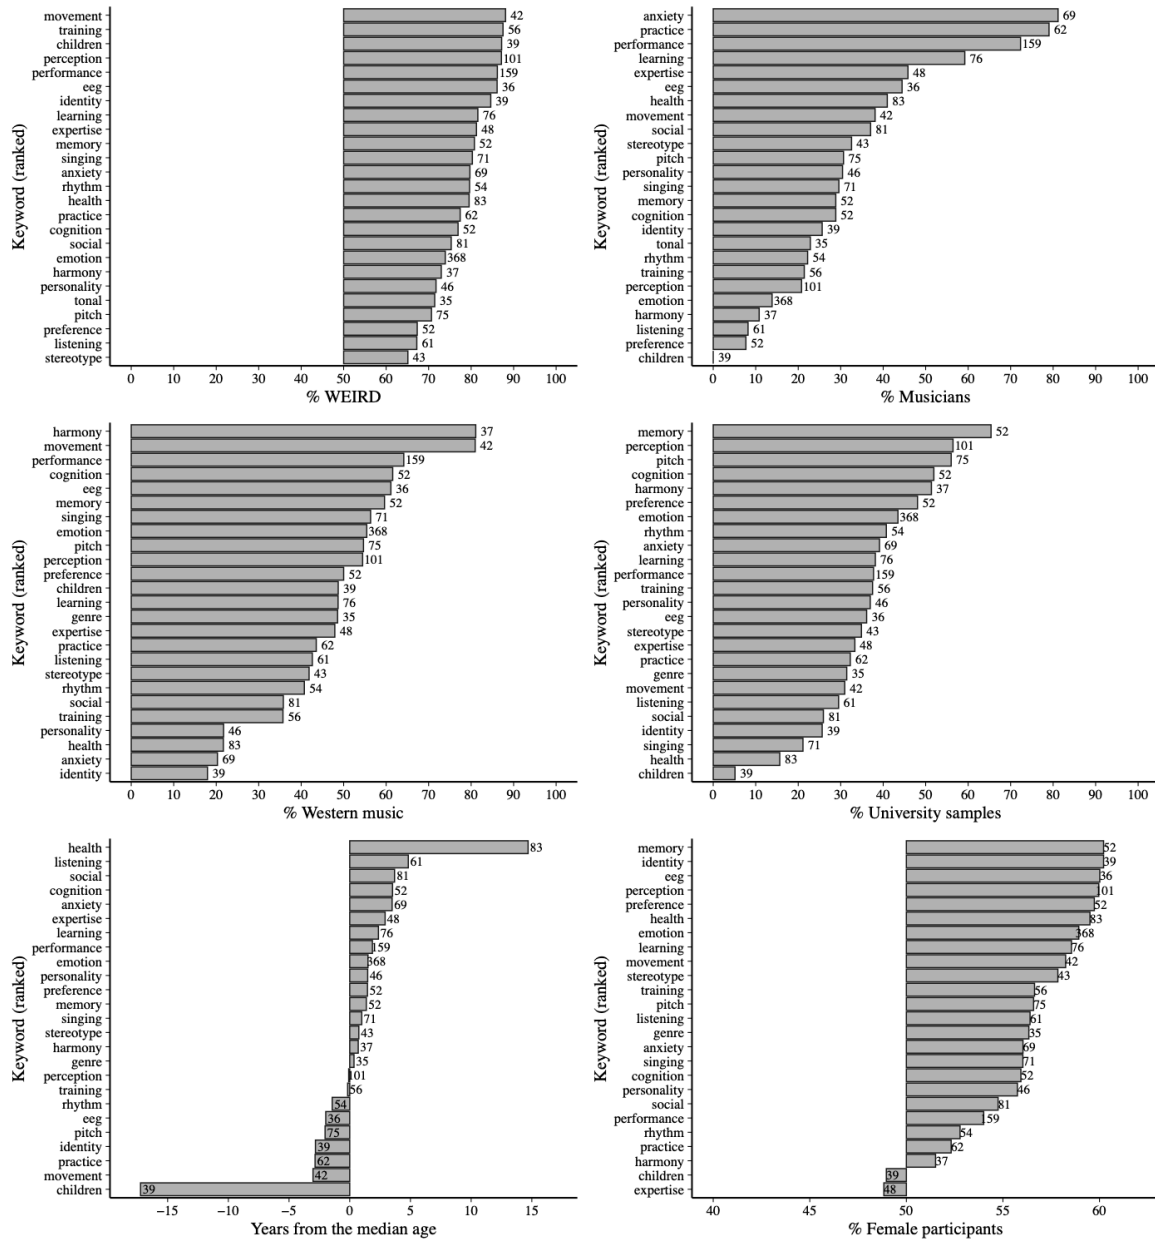 Keyword (ranked)
movement 42
training 56
children 39
perception 101
performance 159
eeg 36
identity 39
learning 76
expertise 48
memory 52
singing 71
anxiety 69
rhythm 54
health 83
practice 62
cognition 52
social 81
emotion 368
harmony 37
personality 46
tonal 35
pitch 75
preference 52
listening 61
stereotype 43
0 10 20 30 40 50 60 70 80 90 100
% WEIRD
Keyword (ranked)
anxiety 69
practice 62
performance 159
learning 76
expertise 48
eeg 36
health 83
movement 42
social 81
stereotype 43
pitch 75
personality 46
singing 71
memory 52
cognition 52
identity 39
tonal 35
rhythm 54
training 56
perception 101
emotion 368
harmony 37
listening 61
preference 52
children 39
0 10 20 30 40 50 60 70 80 90 100
% Musicians
Keyword (ranked)
harmony 37
movement 42
performance 159
cognition 52
eeg 36
memory 52
singing 71
emotion 368
pitch 75
perception 101
preference 52
children 39
learning 76
genre 35
expertise 48
practice 62
listening 61
stereotype 43
rhythm 54
social 81
training 56
personality 46
health 83
anxiety 69
identity 39
0 10 20 30 40 50 60 70 80 90 100
% Western music
Keyword (ranked)
memory 52
perception 101
pitch 75
cognition 52
harmony 37
preference 52
emotion 368
rhythm 54
anxiety 69
learning 76
performance 159
training 56
personality 46
eeg 36
stereotype 43
expertise 48
practice 62
genre 35
movement 42
listening 61
social 81
identity 39
singing 71
health 83
children 39
0 10 20 30 40 50 60 70 80 90 100
% University samples
Keyword (ranked)
health 83
listening 61
social 81
cognition 52
anxiety 69
expertise 48
learning 76
performance 159
emotion 368
personality 46
preference 52
memory 52
singing 71
stereotype 43
harmony 37
genre 35
perception 101
training 56
rhythm 54
eeg 36
pitch 75
identity 39
practice 62
movement 42
children 39
−15 −10 −5 0 5 10 15
Years from the median age
Keyword (ranked)
memory 52
identity 39
eeg 36
perception 101
preference 52
health 83
emotion 368
learning 76
movement 42
stereotype 43
training 56
pitch 75
listening 61
genre 35
anxiety 69
singing 71
cognition 52
personality 46
social 81
performance 159
rhythm 54
practice 62
harmony 37
children 39
expertise 48
40 45 50 55 60
% Female participants